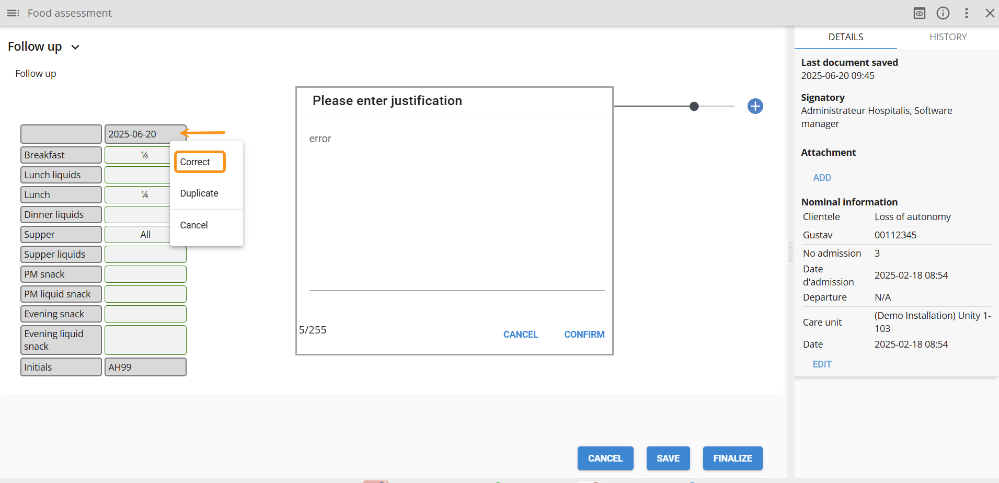 Food assessment
Follow up
Follow up
2025-06-20
Breakfast
¼
Lunch liquids
Lunch
¼
Dinner liquids
Supper
All
Supper liquids
PM snack
PM liquid snack
Evening snack
Evening liquid
snack
Initials
AH99
Correct
Duplicate
Cancel
Please enter justification
error
5/255
CANCEL
CONFIRM
CANCEL
SAVE
FINALIZE
DETAILS
HISTORY
Last document saved
2025-06-20 09:45
Signatory
Administrateur Hospitalis, Software
manager
Attachment
ADD
Nominal information
Clientele
Loss of autonomy
Gustav
00112345
No admission
3
Date
d'admission
2025-02-18 08:54
Departure
N/A
Care unit
(Demo Installation) Unity 1-
103
Date
2025-02-18 08:54
EDIT